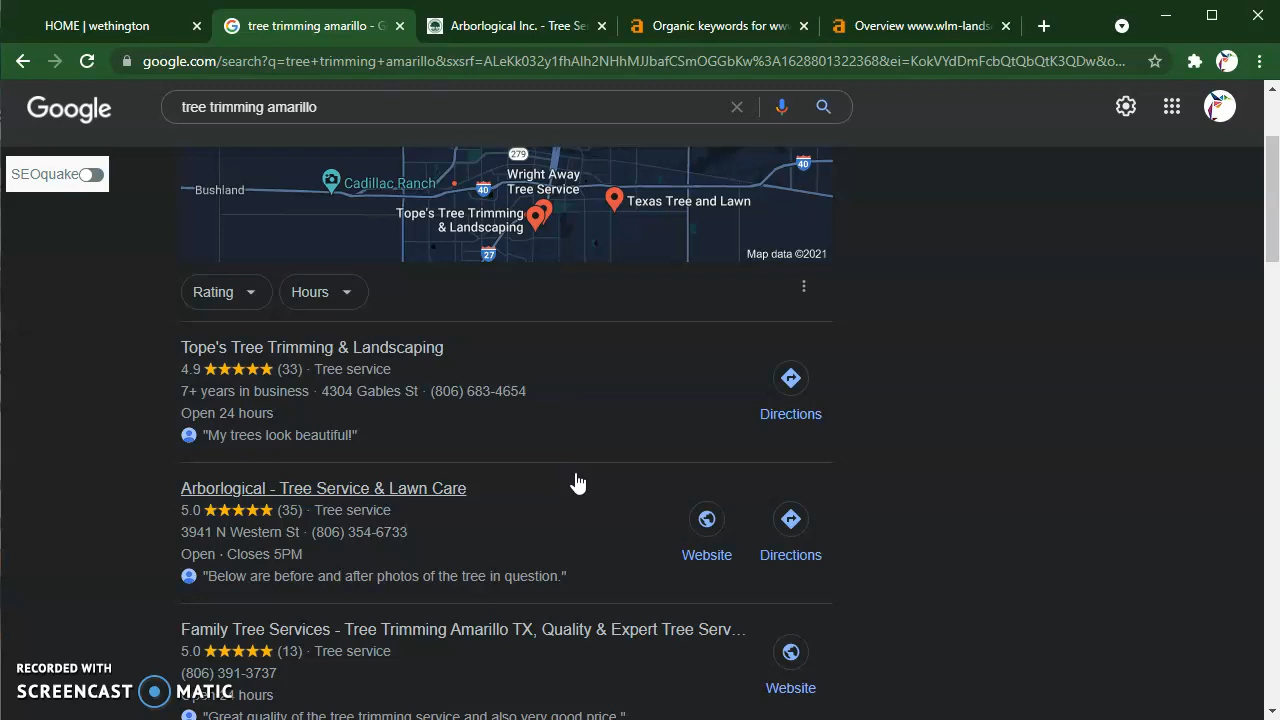 HOME | wethington
tree trimming amarillo - G
Arborlogical Inc. - Tree Se
Organic keywords for ww
Overview www.wlm-lands
google.com/search?q=tree+trimming+amarillo&sxsrf=ALeKk032y1fhAlh2NHhMJJbafCSmOGGbKw%3A1628801322368&ei=KokVYdDmFcbQtQbQtK3QDw&o...
Google
tree trimming amarillo
SEOquake
279
40
Bushland
Cadillac Ranch
40
Wright Away
Tree Service
Texas Tree and Lawn
Tope's Tree Trimming
& Landscaping
27
Map data ©2021
Rating
Hours
Tope's Tree Trimming & Landscaping
4.9 (33) · Tree service
7+ years in business · 4304 Gables St · (806) 683-4654
Open 24 hours
"My trees look beautiful!"
Directions
Arborlogical - Tree Service & Lawn Care
5.0 (35) · Tree service
3941 N Western St · (806) 354-6733
Open · Closes 5PM
"Below are before and after photos of the tree in question."
Website
Directions
Family Tree Services - Tree Trimming Amarillo TX, Quality & Expert Tree Serv...
5.0 (13) · Tree service
(806) 391-3737
Open 24 hours
"Great quality of the tree trimming service and also very good price."
Website
RECORDED WITH
SCREENCAST MATIC